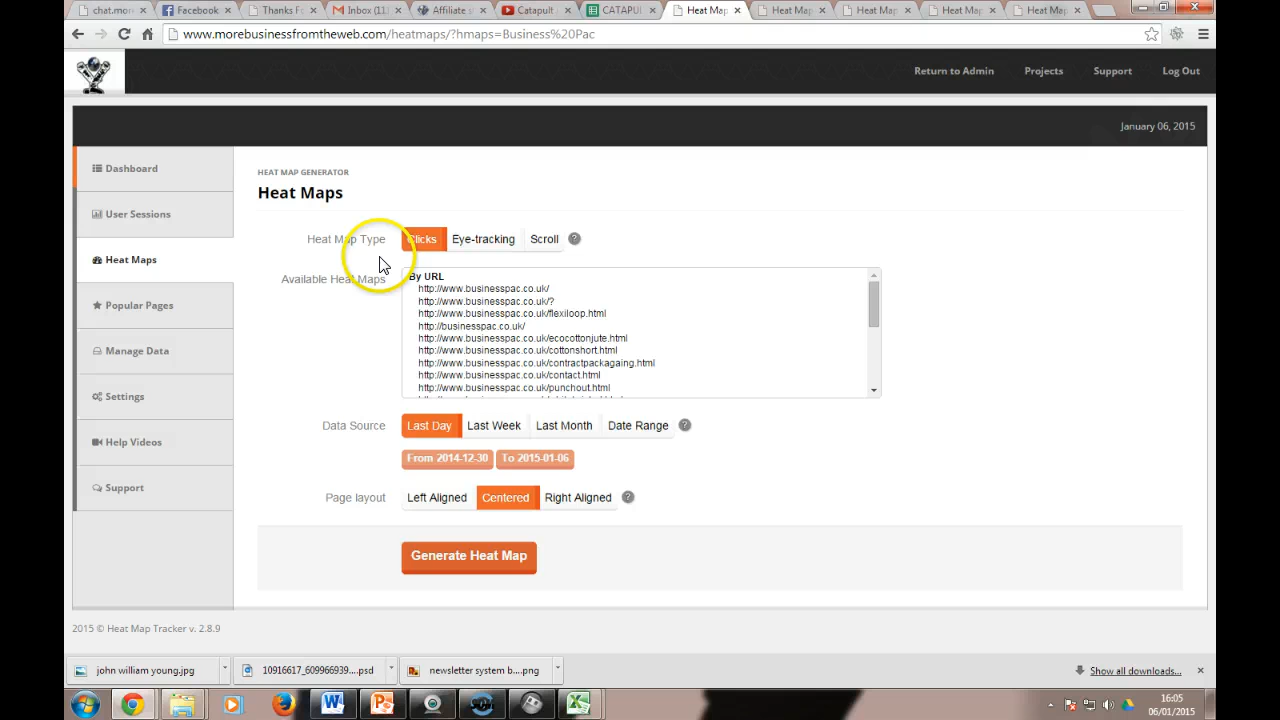 chat.more
Facebook
Thanks F
Gmail
Inbox (11
Affiliate s
Catapult
CATAPUL
Heat Map
Heat Map
Heat Map
Heat Map
Heat Map
www.morebusinessfromtheweb.com/heatmaps/?hmaps=Business%20Pac
Return to Admin Projects Support Log Out
January 06, 2015
Dashboard
User Sessions
Heat Maps
Popular Pages
Manage Data
Settings
Help Videos
Support
HEAT MAP GENERATOR
Heat Maps
Heat Map Type Clicks Eye-tracking Scroll ?
Available Heat Maps
By URL
http://www.businesspac.co.uk/
http://www.businesspac.co.uk/?
http://www.businesspac.co.uk/flexiloop.html
http://businesspac.co.uk/
http://www.businesspac.co.uk/ecocottonjute.html
http://www.businesspac.co.uk/cottonshort.html
http://www.businesspac.co.uk/contractpackagaing.html
http://www.businesspac.co.uk/contact.html
http://www.businesspac.co.uk/punchout.html
Data Source Last Day Last Week Last Month Date Range ?
From 2014-12-30 To 2015-01-06
Page layout Left Aligned Centered Right Aligned ?
Generate Heat Map
2015 © Heat Map Tracker v. 2.8.9
john william young.jpg
10916617_609966939....psd
newsletter system b....png
Show all downloads...
16:05
06/01/2015